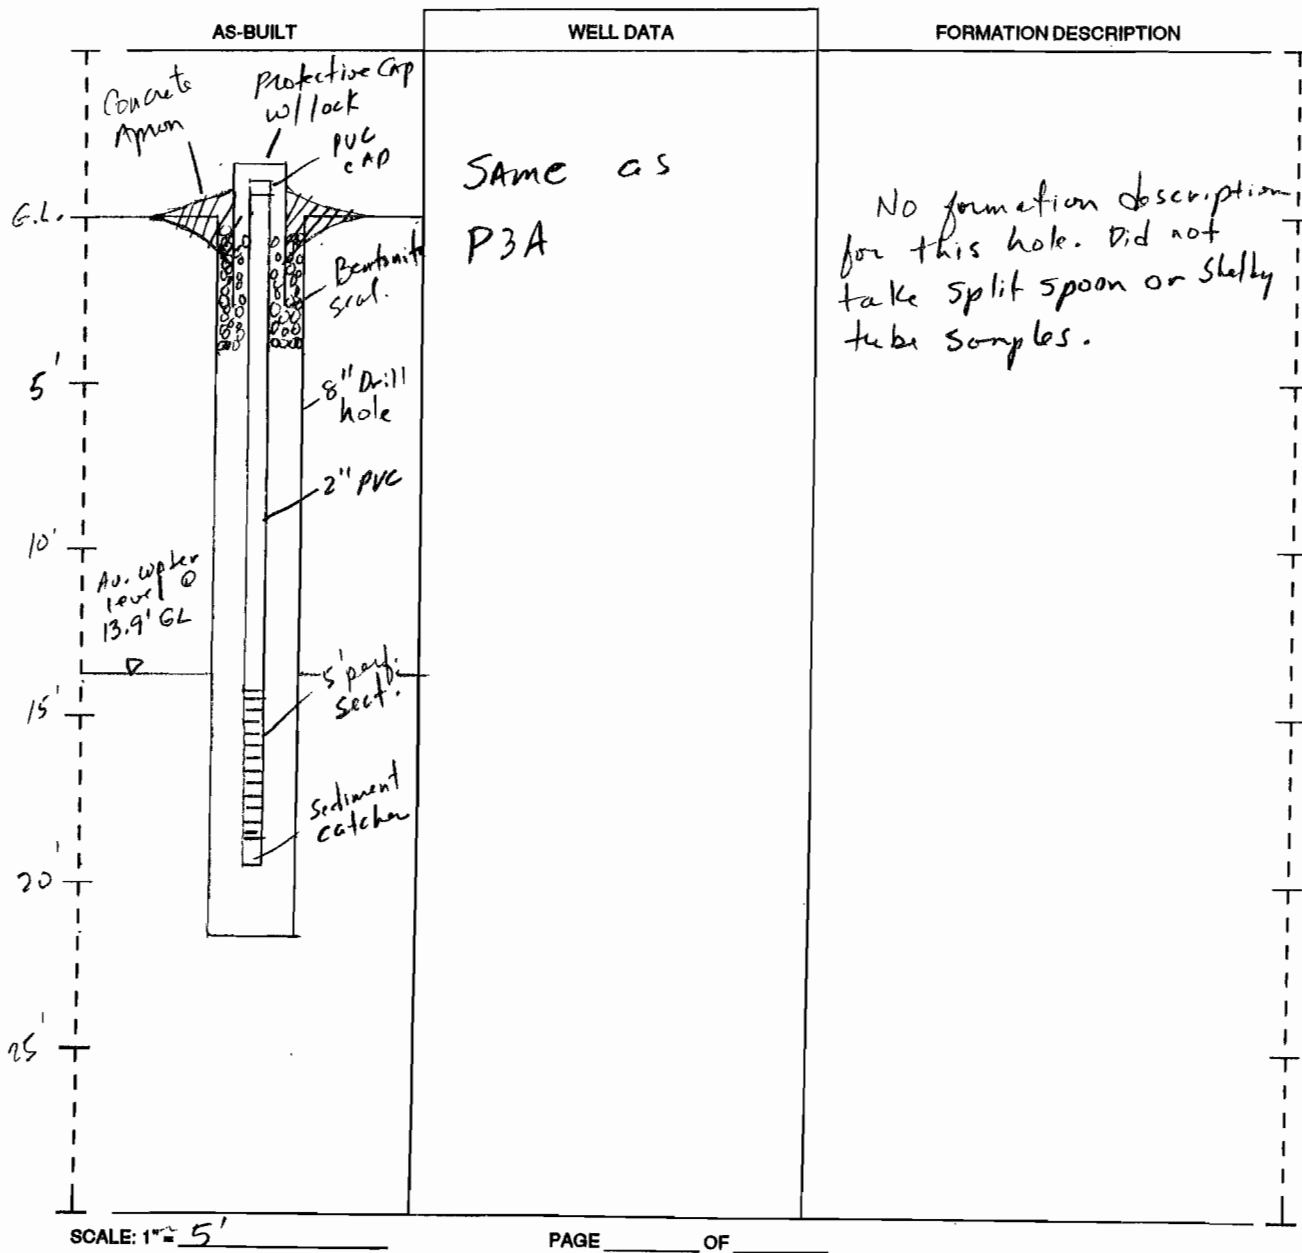 AS-BUILT
WELL DATA
FORMATION DESCRIPTION
Concrete
Apron
Protective Cap
w/ lock
PVC
CAP
G.L.
Bentonite
seal.
5'
8" Drill
hole
2" PVC
10'
Av. water
level @
13.9' GL
5' perf.
sect.
15'
Sediment
catcher
20'
25'
SAME as
P3A
No formation description
for this hole. Did not
take split spoon or Shelby
tube samples.
SCALE: 1" = 5'
PAGE OF